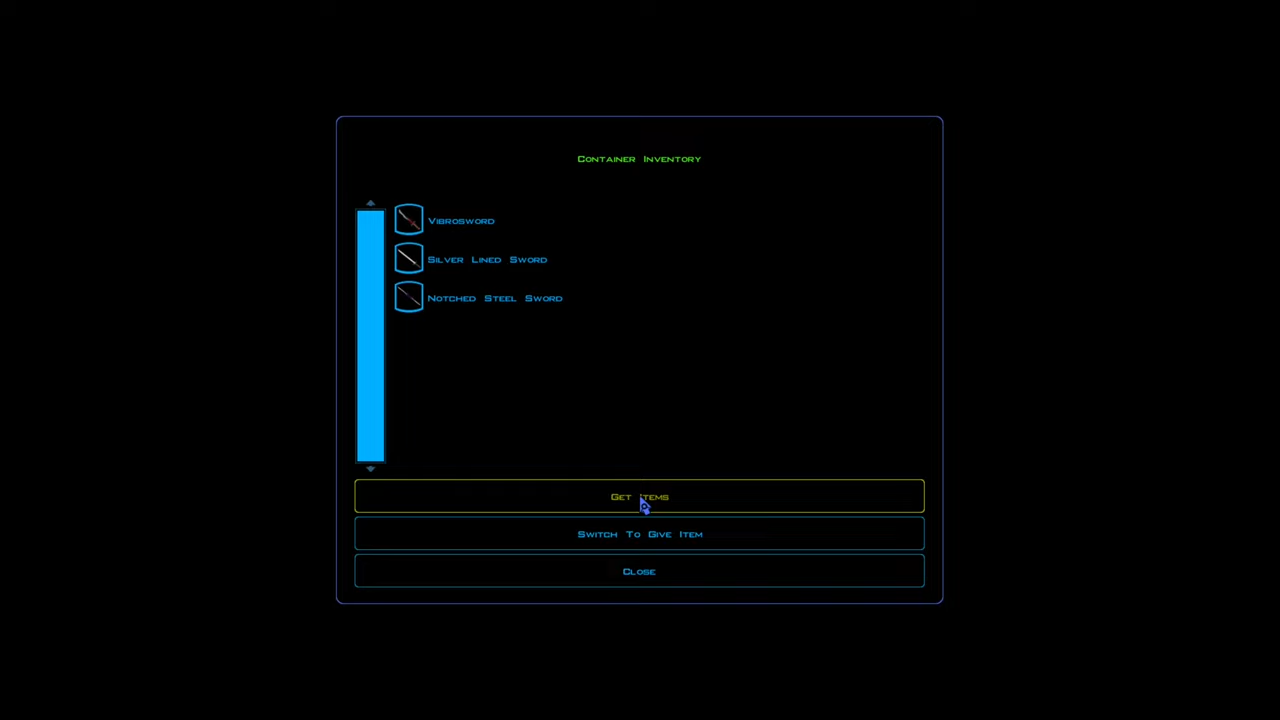 Container Inventory
Vibrosword
Silver Lined Sword
Notched Steel Sword
Get Items
Switch To Give Item
Close